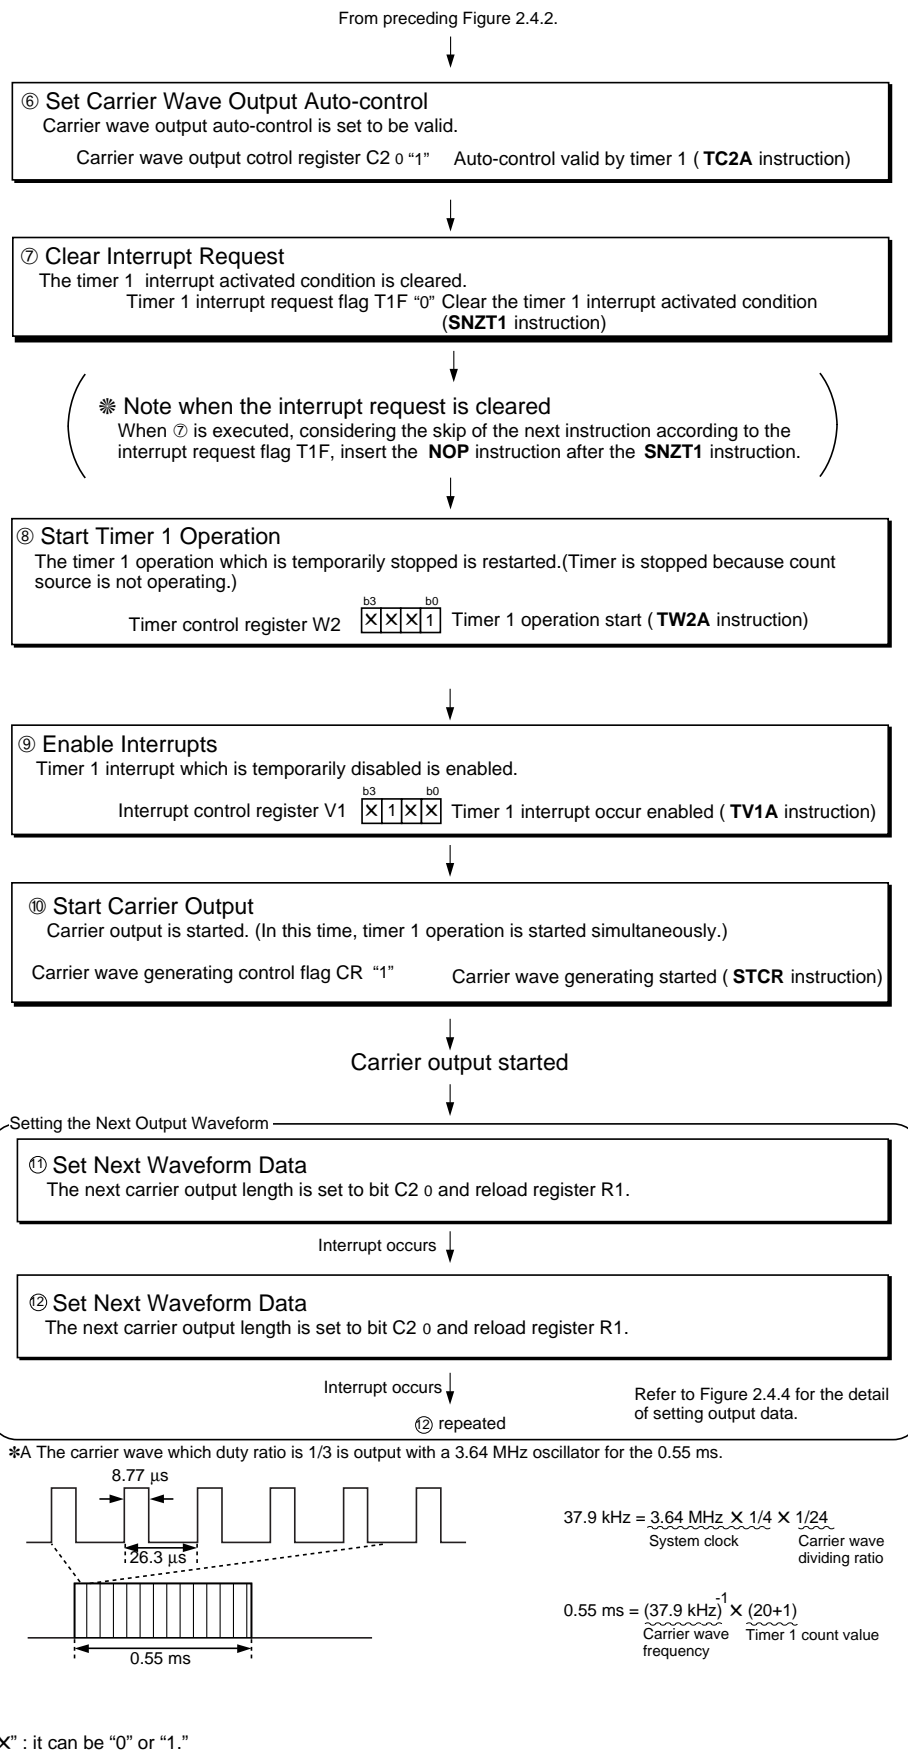 From preceding Figure 2.4.2.
⑥ Set Carrier Wave Output Auto-control
Carrier wave output auto-control is set to be valid.
Carrier wave output cotrol register C2 0 “1” Auto-control valid by timer 1 ( TC2A instruction)
⑦ Clear Interrupt Request
The timer 1 interrupt activated condition is cleared.
Timer 1 interrupt request flag T1F “0” Clear the timer 1 interrupt activated condition
(SNZT1 instruction)
❋ Note when the interrupt request is cleared
When ⑦ is executed, considering the skip of the next instruction according to the
interrupt request flag T1F, insert the NOP instruction after the SNZT1 instruction.
⑧ Start Timer 1 Operation
The timer 1 operation which is temporarily stopped is restarted.(Timer is stopped because count
source is not operating.)
b3 b0
Timer control register W2 ✕ ✕ ✕ 1 Timer 1 operation start ( TW2A instruction)
⑨ Enable Interrupts
Timer 1 interrupt which is temporarily disabled is enabled.
b3 b0
Interrupt control register V1 ✕ 1 ✕ ✕ Timer 1 interrupt occur enabled ( TV1A instruction)
⑩ Start Carrier Output
Carrier output is started. (In this time, timer 1 operation is started simultaneously.)
Carrier wave generating control flag CR “1” Carrier wave generating started ( STCR instruction)
Carrier output started
Setting the Next Output Waveform
⑪ Set Next Waveform Data
The next carrier output length is set to bit C2 0 and reload register R1.
Interrupt occurs
⑫ Set Next Waveform Data
The next carrier output length is set to bit C2 0 and reload register R1.
Interrupt occurs
Refer to Figure 2.4.4 for the detail
of setting output data.
⑫ repeated
✻A The carrier wave which duty ratio is 1/3 is output with a 3.64 MHz oscillator for the 0.55 ms.
8.77 µs
26.3 µs
0.55 ms
37.9 kHz = 3.64 MHz ✕ 1/4 ✕ 1/24
System clock Carrier wave
dividing ratio
0.55 ms = (37.9 kHz)-1 ✕ (20+1)
Carrier wave Timer 1 count value
frequency
✕” : it can be “0” or “1.”